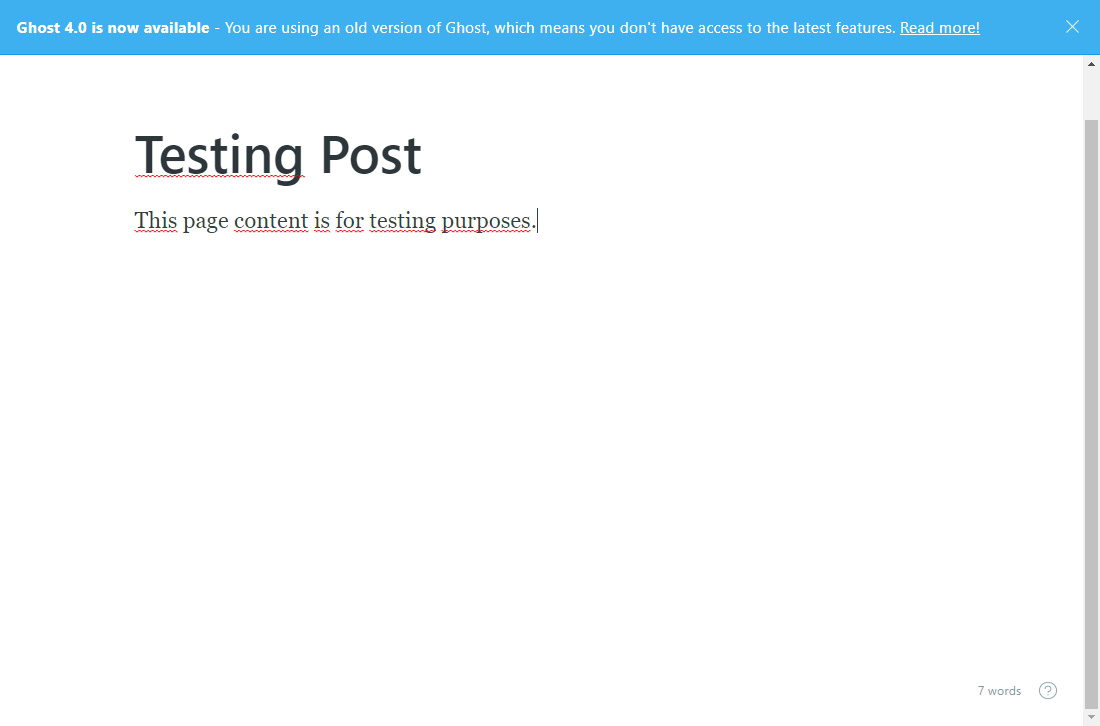 Ghost 4.0 is now available - You are using an old version of Ghost, which means you don't have access to the latest features. Read more!
Testing Post
This page content is for testing purposes.
7 words